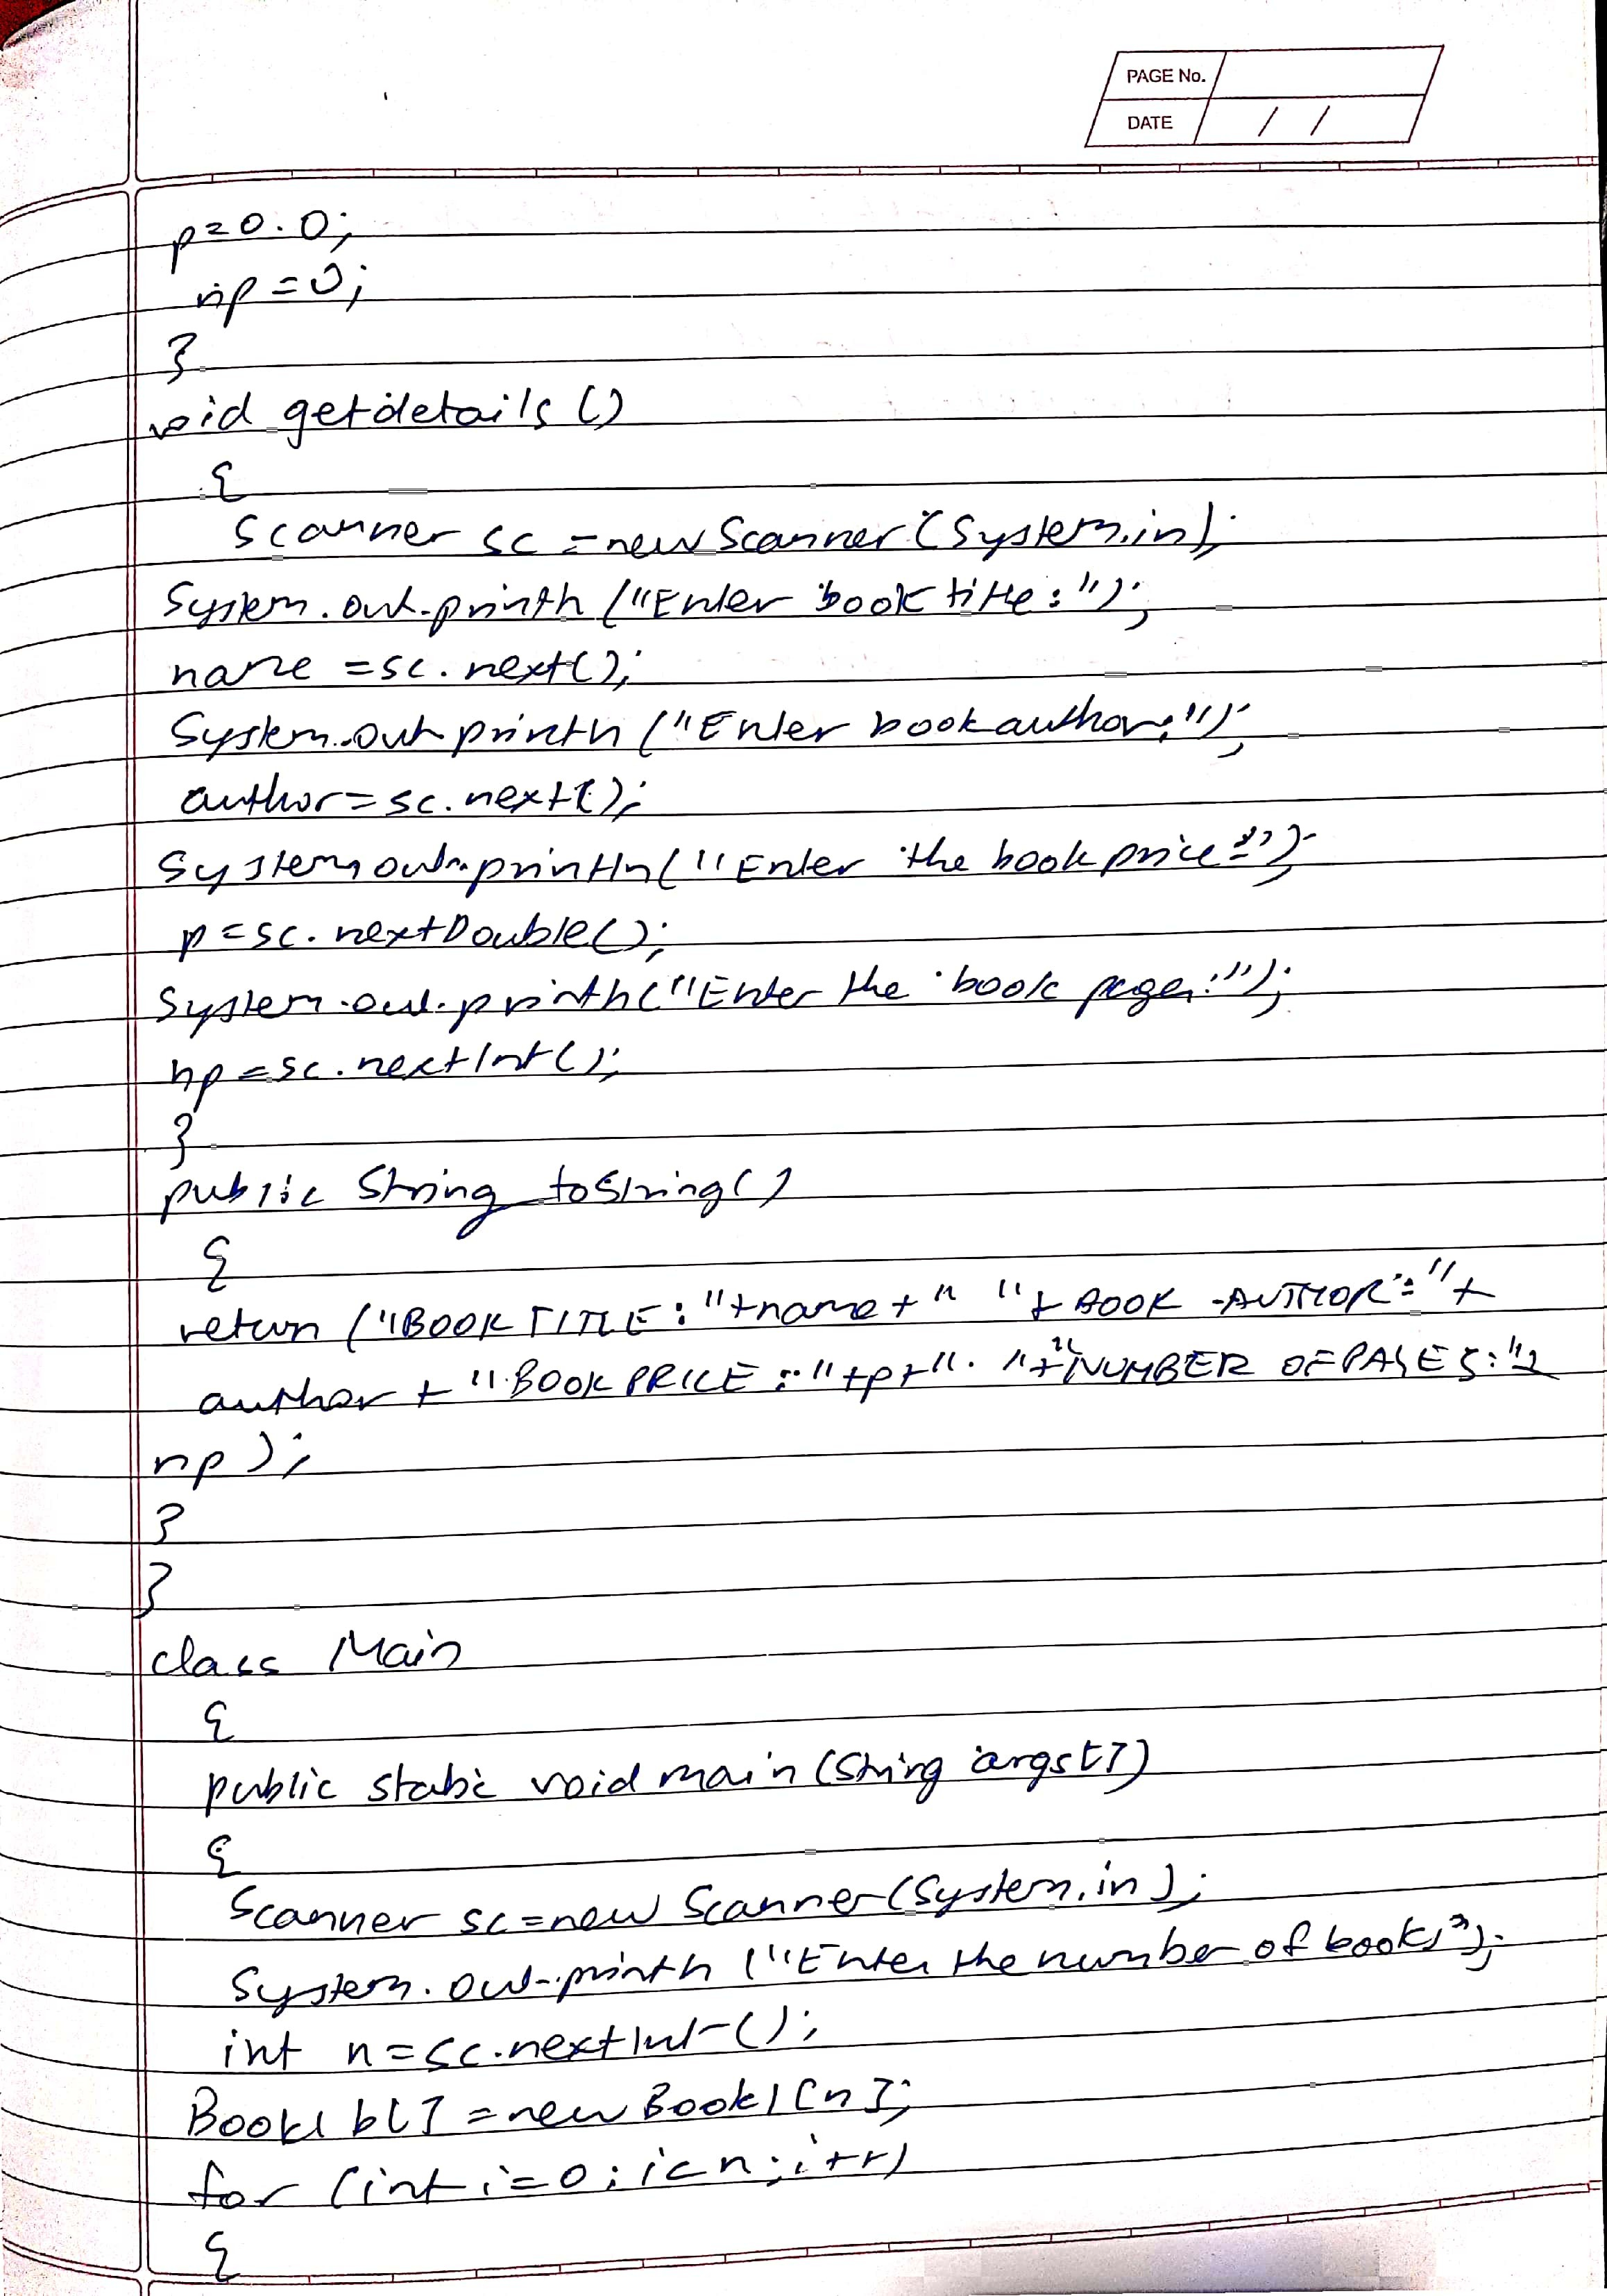 PAGE No.
DATE / /
p=0.0;
np=0;
}
void getdetails()
{
Scanner sc = new Scanner(System.in);
System.out.println("Enter book title:");
name = sc.next();
System.out.println("Enter book author:");
author = sc.next();
System.out.println("Enter the book price:");
p=sc.nextDouble();
System.out.println("Enter the book pages:");
np=sc.nextInt();
}
public String toString()
{
return ("BOOK TITLE: "+name+" "+ BOOK -AUTHOR: "+
author + " BOOK PRICE: "+p+" . "+"NUMBER OF PAGES:"+
np);
}
}
class Main
{
public static void main(String args[])
{
Scanner sc=new Scanner(System.in);
System.out.println("Enter the number of books");
int n=sc.nextInt();
Book1 b[] = new Book1[n];
for (int i=0; i<n; i++)
{